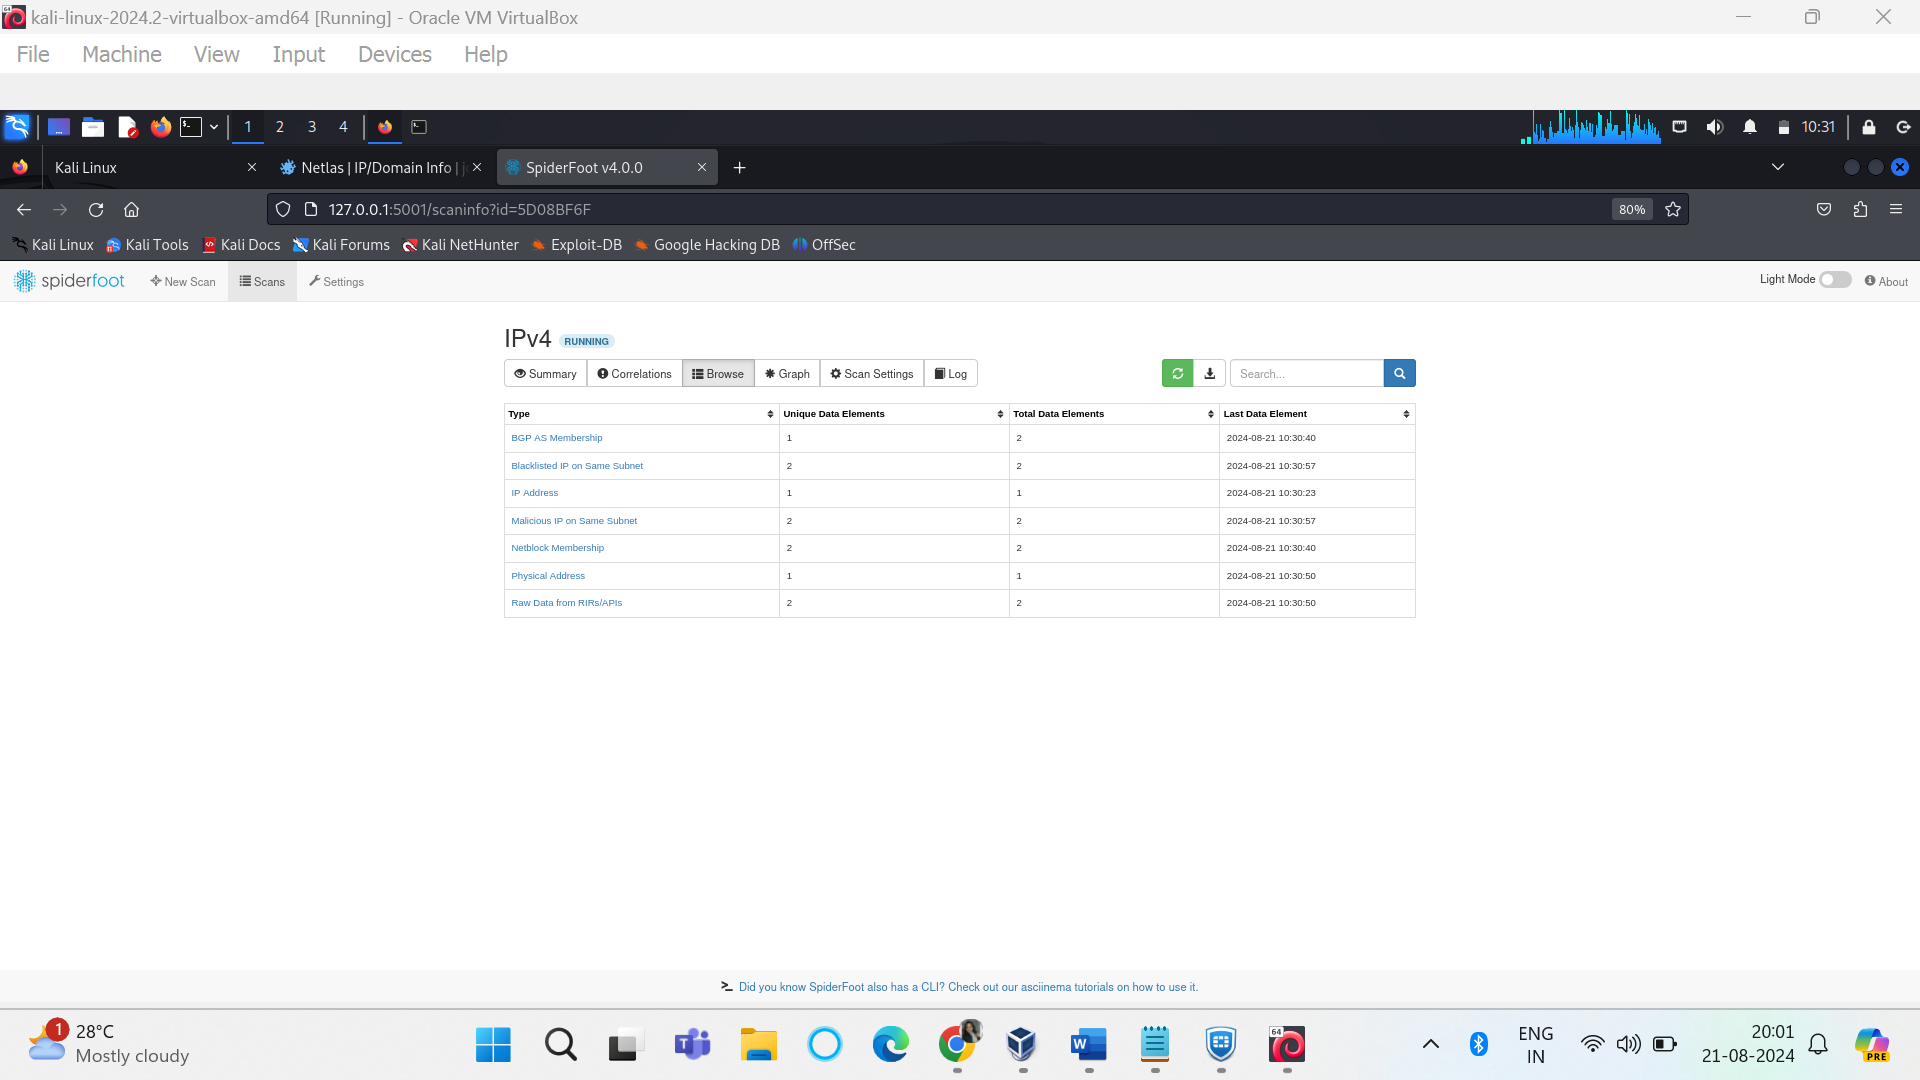 kali-linux-2024.2-virtualbox-amd64 [Running] - Oracle VM VirtualBox
File Machine View Input Devices Help
1 2 3 4 10:31
Kali Linux Netlas | IP/Domain Info | SpiderFoot v4.0.0
127.0.0.1:5001/scaninfo?id=5D08BF6F 80%
Kali Linux Kali Tools Kali Docs Kali Forums Kali NetHunter Exploit-DB Google Hacking DB OffSec
spiderfoot New Scan Scans Settings Light Mode About
IPv4 RUNNING
Summary Correlations Browse Graph Scan Settings Log Search...
Type Unique Data Elements Total Data Elements Last Data Element
BGP AS Membership 1 2 2024-08-21 10:30:40
Blacklisted IP on Same Subnet 2 2 2024-08-21 10:30:57
IP Address 1 1 2024-08-21 10:30:23
Malicious IP on Same Subnet 2 2 2024-08-21 10:30:57
Netblock Membership 2 2 2024-08-21 10:30:40
Physical Address 1 1 2024-08-21 10:30:50
Raw Data from RIRs/APIs 2 2 2024-08-21 10:30:50
Did you know SpiderFoot also has a CLI? Check out our asciinema tutorials on how to use it.
1 28°C
Mostly cloudy
64
ENG
IN
20:01
21-08-2024
PRE